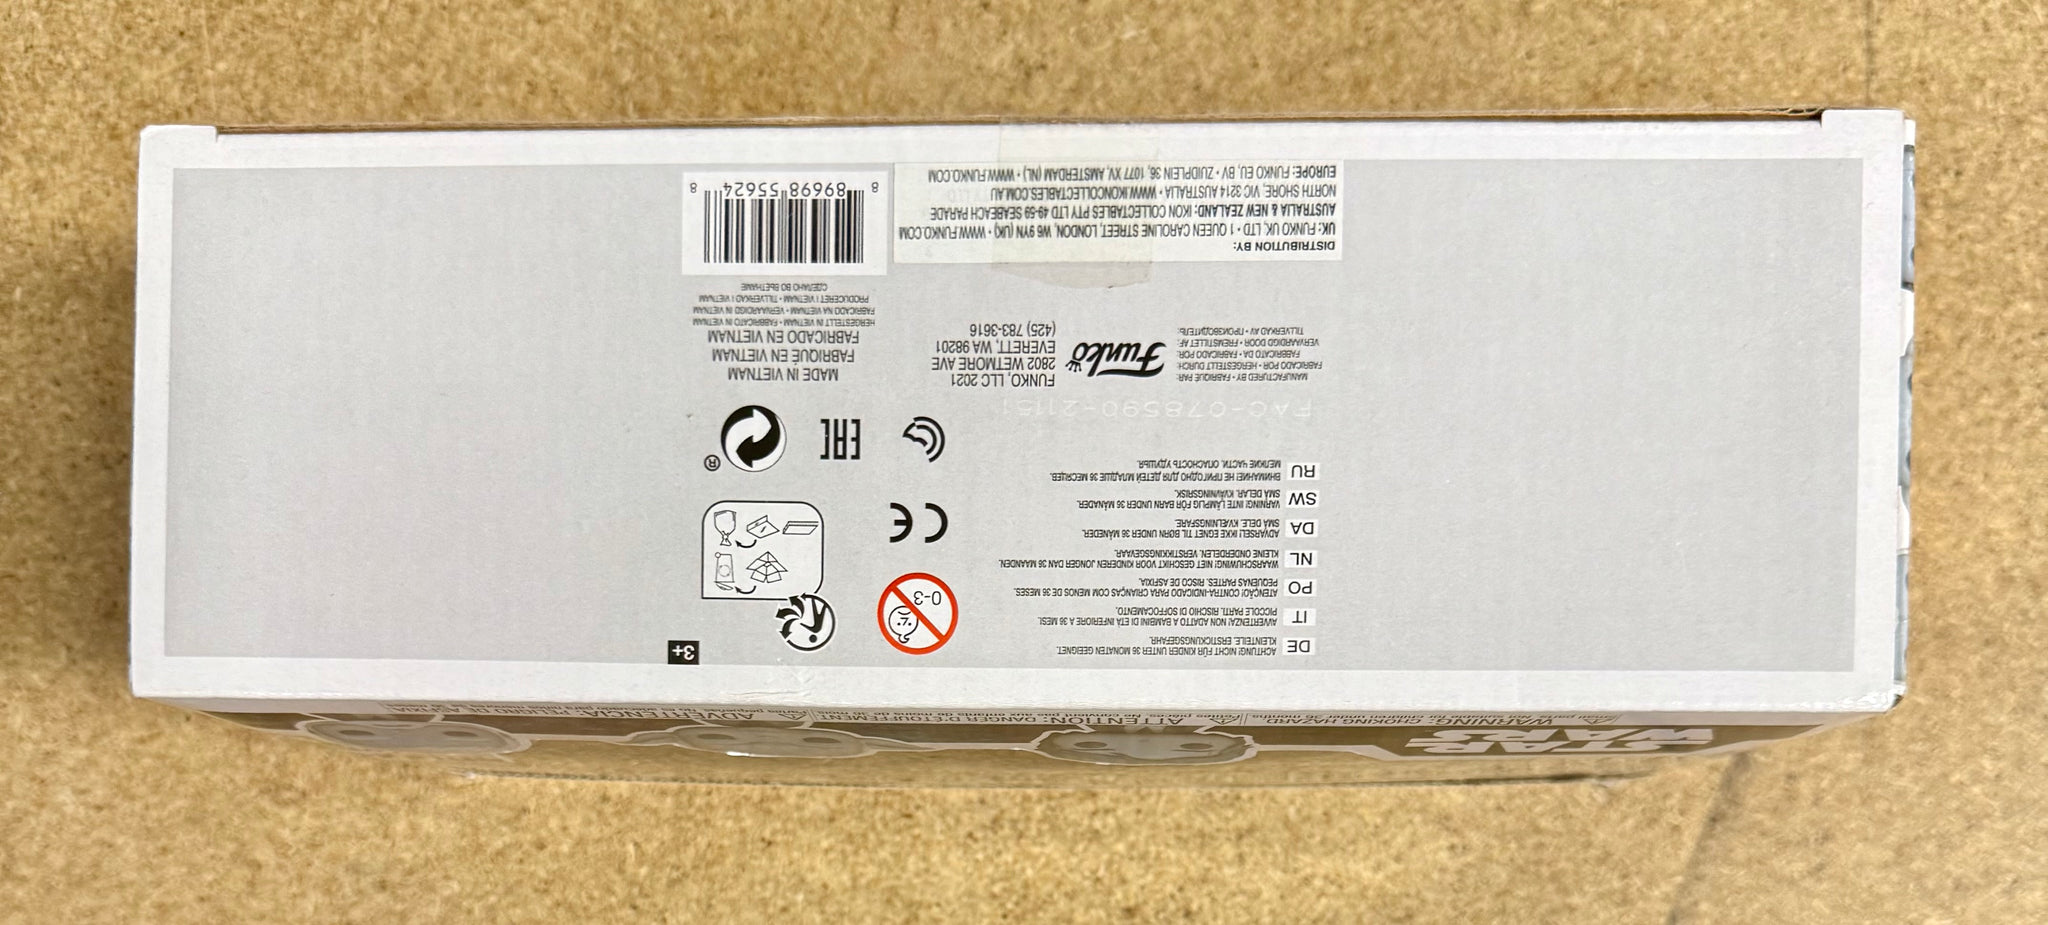 STAR
WARS
WARNING: CHOKING HAZARD
ATTENTION: DANGER D'ÉTOUFFEMENT
ADVERTENCIA:
3+
0-3
DE ACHTUNG! NICHT FÜR KINDER UNTER 36 MONATEN GEEIGNET.
KLEINTEILE. ERSTICKUNGSGEFAHR.
IT AVVERTENZA! NON ADATTO A BAMBINI DI ETÀ INFERIORE A 36 MESI.
PICCOLE PARTI. RISCHIO DI SOFFOCAMENTO.
PO ATENÇÃO! CONTRA-INDICADO PARA CRIANÇAS COM MENOS DE 36 MESES.
PEQUENAS PARTES. RISCO DE ASFIXIA.
NL WAARSCHUWING! NIET GESCHIKT VOOR KINDEREN JONGER DAN 36 MAANDEN.
KLEINE ONDERDELEN. VERSTIKKINGSGEVAAR.
DA ADVARSEL! IKKE EGNET TIL BØRN UNDER 36 MÅNEDER.
SMÅ DELE. KVÆLNINGSFARE.
SW VARNING! INTE LÄMPLIG FÖR BARN UNDER 36 MÅNADER.
SMÅ DELAR. KVÄVNINGSRISK.
RU ВНИМАНИЕ! НЕ ПРИГОДНО ДЛЯ ДЕТЕЙ МЛАДШЕ 36 МЕСЯЦЕВ.
МЕЛКИЕ ЧАСТИ. ОПАСНОСТЬ УДУШЬЯ.
CE
EAC
®
FAC-078590-21151
MANUFACTURED BY • FABRIQUÉ PAR:
FABRICADO POR • HERGESTELLT DURCH:
FABBRICATO DA • FABRICADO POR:
VERVAARDIGD DOOR • FREMSTILLET AF:
TILLVERKAD AV • ПРОИЗВОДИТЕЛЬ:
Funko
FUNKO, LLC 2021
2802 WETMORE AVE
EVERETT, WA 98201
(425) 783-3616
MADE IN VIETNAM
FABRIQUÉ EN VIETNAM
FABRICADO EN VIETNAM
HERGESTELLT IN VIETNAM • FABBRICATO IN VIETNAM
FABRICADO NA VIETNAM • VERVAARDIGD IN VIETNAM
PRODUCERET I VIETNAM • TILLVERKAD I VIETNAM
СДЕЛАНО ВО ВЬЕТНАМЕ
DISTRIBUTION BY:
UK: FUNKO UK, LTD • 1 QUEEN CAROLINE STREET, LONDON, W6 9YN (UK) • WWW.FUNKO.COM
AUSTRALIA & NEW ZEALAND: IKON COLLECTABLES PTY LTD 49-59 SEABEACH PARADE
NORTH SHORE, VIC 3214 AUSTRALIA • WWW.IKONCOLLECTABLES.COM.AU
EUROPE: FUNKO EU, BV • ZUIDPLEIN 36, 1077 XV, AMSTERDAM (NL) • WWW.FUNKO.COM
8 89698 55624 8